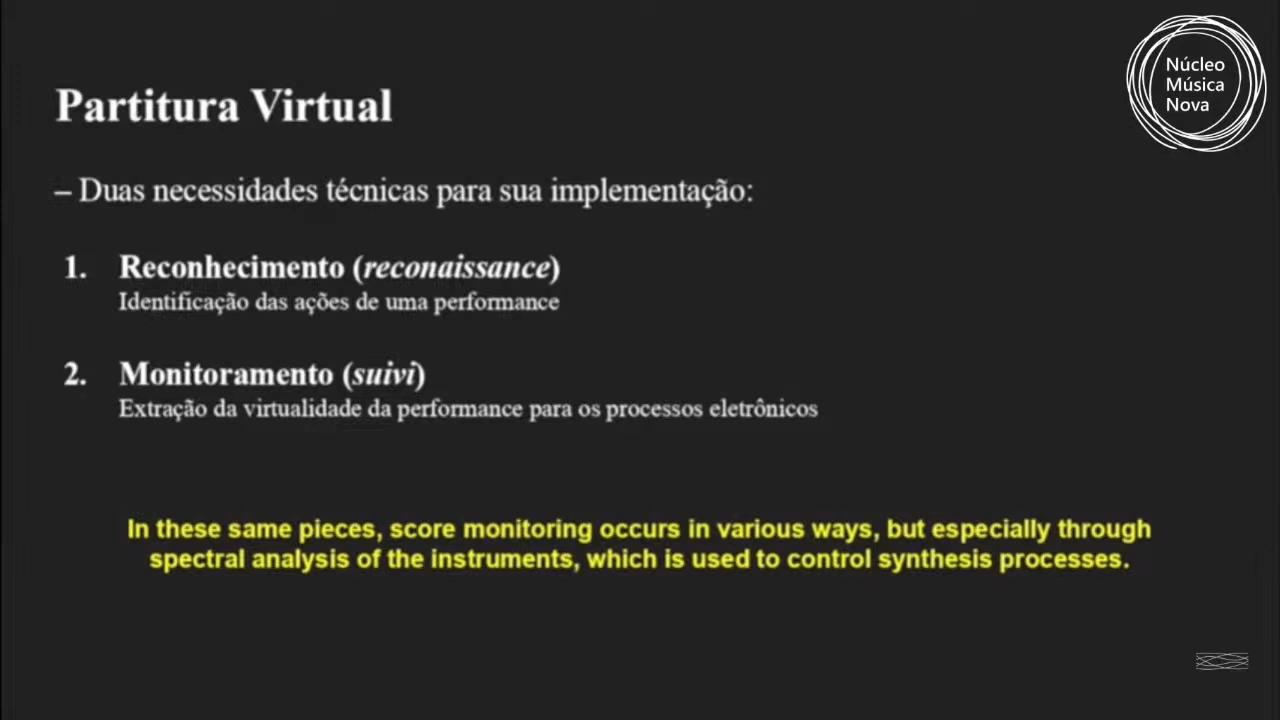 Núcleo
Música
Nova
Partitura Virtual
– Duas necessidades técnicas para sua implementação:
1. Reconhecimento (reconaissance)
Identificação das ações de uma performance
2. Monitoramento (suivi)
Extração da virtualidade da performance para os processos eletrônicos
In these same pieces, score monitoring occurs in various ways, but especially through
spectral analysis of the instruments, which is used to control synthesis processes.